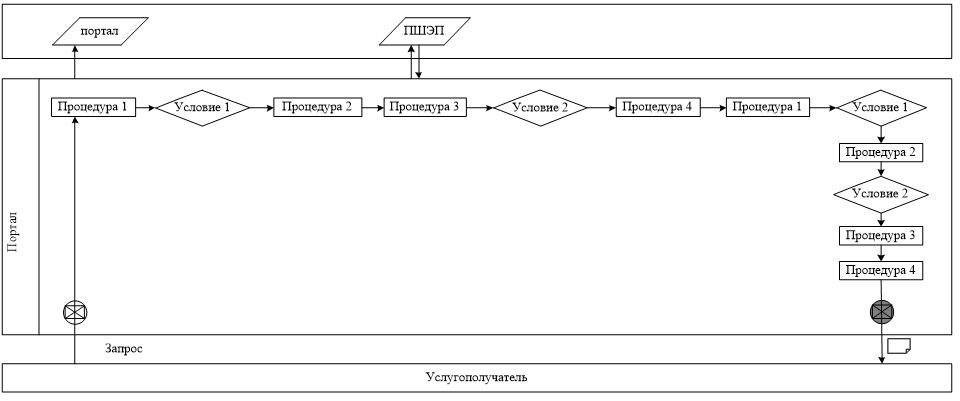 портал
ПШЭП
Процедура 1
Условие 1
Процедура 2
Процедура 3
Условие 2
Процедура 4
Процедура 1
Условие 1
Процедура 2
Условие 2
Процедура 3
Процедура 4
Портал
Запрос
Услугополучатель